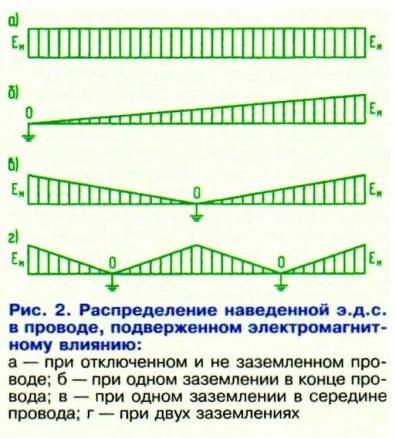 а)
Eм Eм
б)
0 Eм
в)
Eм 0 Eм
г)
Eм 0 0 Eм
Рис. 2. Распределение наведенной э.д.с.
в проводе, подверженном электромагнит-
ному влиянию:
а — при отключенном и не заземленном про-
воде; б — при одном заземлении в конце про-
вода; в — при одном заземлении в середине
провода; г — при двух заземлениях